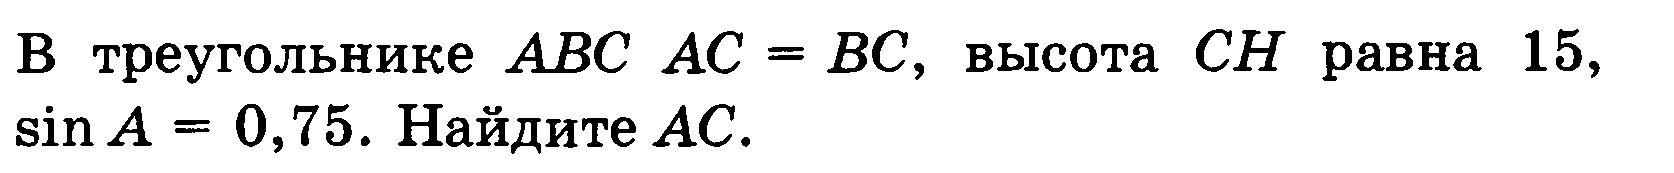 В треугольнике ABC AC = BC, высота CH равна 15,
sin A = 0,75. Найдите AC.